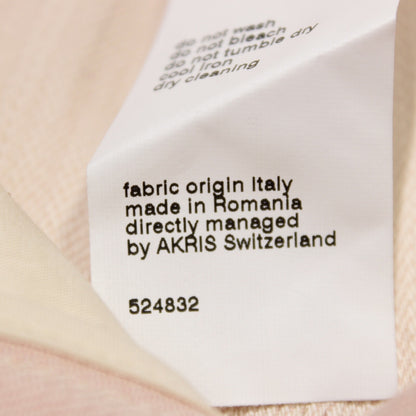 do not wash
do not bleach
do not tumble dry
cool iron
dry cleaning
fabric origin Italy
made in Romania
directly managed
by AKRIS Switzerland
524832